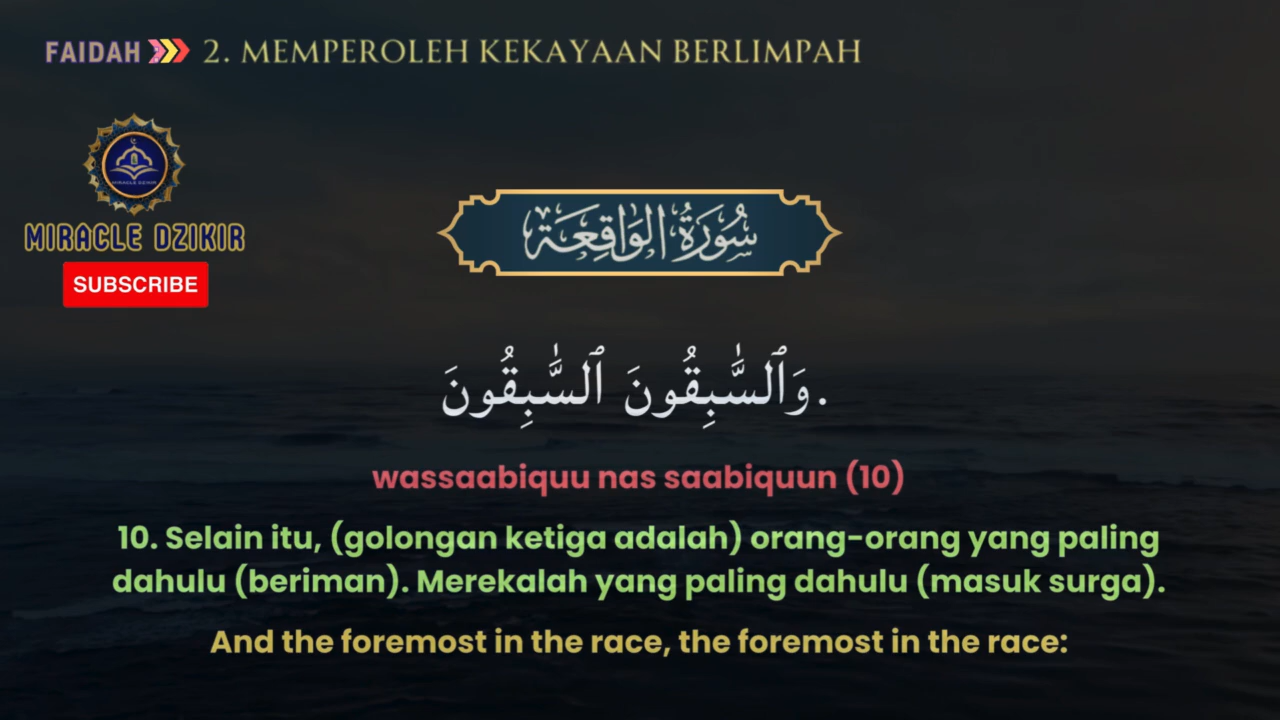 FAIDAH 2. MEMPEROLEH KEKAYAAN BERLIMPAH
MIRACLE DZIKIR
MIRACLE DZIKIR
SUBSCRIBE
سُورَةُ الوَاقِعَة
وَٱلسَّٰبِقُونَ ٱلسَّٰبِقُونَ.
wassaabiquu nas saabiquun (10)
10. Selain itu, (golongan ketiga adalah) orang-orang yang paling
dahulu (beriman). Merekalah yang paling dahulu (masuk surga).
And the foremost in the race, the foremost in the race: